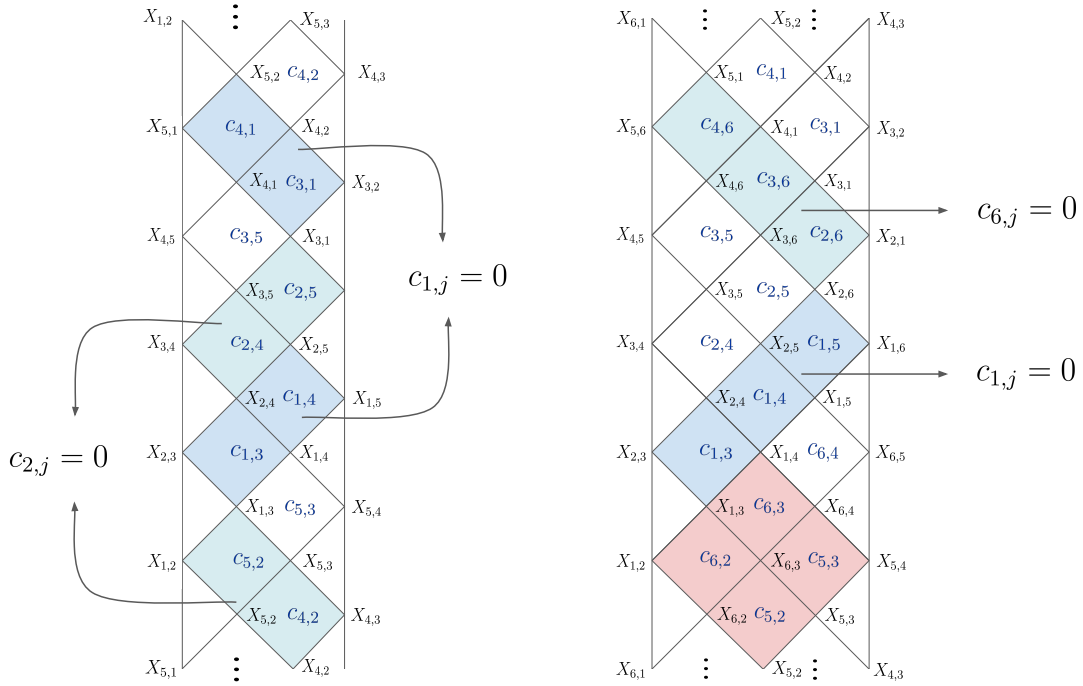 X_{1,2} ⋮ X_{5,3}
X_{5,2} c_{4,2} X_{4,3}
X_{5,1} c_{4,1} X_{4,2}
X_{4,1} c_{3,1} X_{3,2}
X_{4,5} c_{3,5} X_{3,1}
X_{3,5} c_{2,5}
c_{1,j} = 0
X_{3,4} c_{2,4} X_{2,5}
X_{2,4} c_{1,4} X_{1,5}
c_{2,j} = 0
X_{2,3} c_{1,3} X_{1,4}
X_{1,3} c_{5,3} X_{5,4}
X_{1,2} c_{5,2} X_{5,3}
X_{5,2} c_{4,2} X_{4,3}
X_{5,1} ⋮ X_{4,2}
X_{6,1} ⋮ X_{5,2} ⋮ X_{4,3}
X_{5,1} c_{4,1} X_{4,2}
X_{5,6} c_{4,6} X_{4,1} c_{3,1} X_{3,2}
X_{4,6} c_{3,6} X_{3,1}
c_{6,j} = 0
X_{4,5} c_{3,5} X_{3,6} c_{2,6} X_{2,1}
X_{3,5} c_{2,5} X_{2,6}
X_{3,4} c_{2,4} X_{2,5} c_{1,5} X_{1,6}
c_{1,j} = 0
X_{2,4} c_{1,4} X_{1,5}
X_{2,3} c_{1,3} X_{1,4} c_{6,4} X_{6,5}
X_{1,3} c_{6,3} X_{6,4}
X_{1,2} c_{6,2} X_{6,3} c_{5,3} X_{5,4}
X_{6,2} c_{5,2} X_{5,3}
X_{6,1} ⋮ X_{5,2} ⋮ X_{4,3}